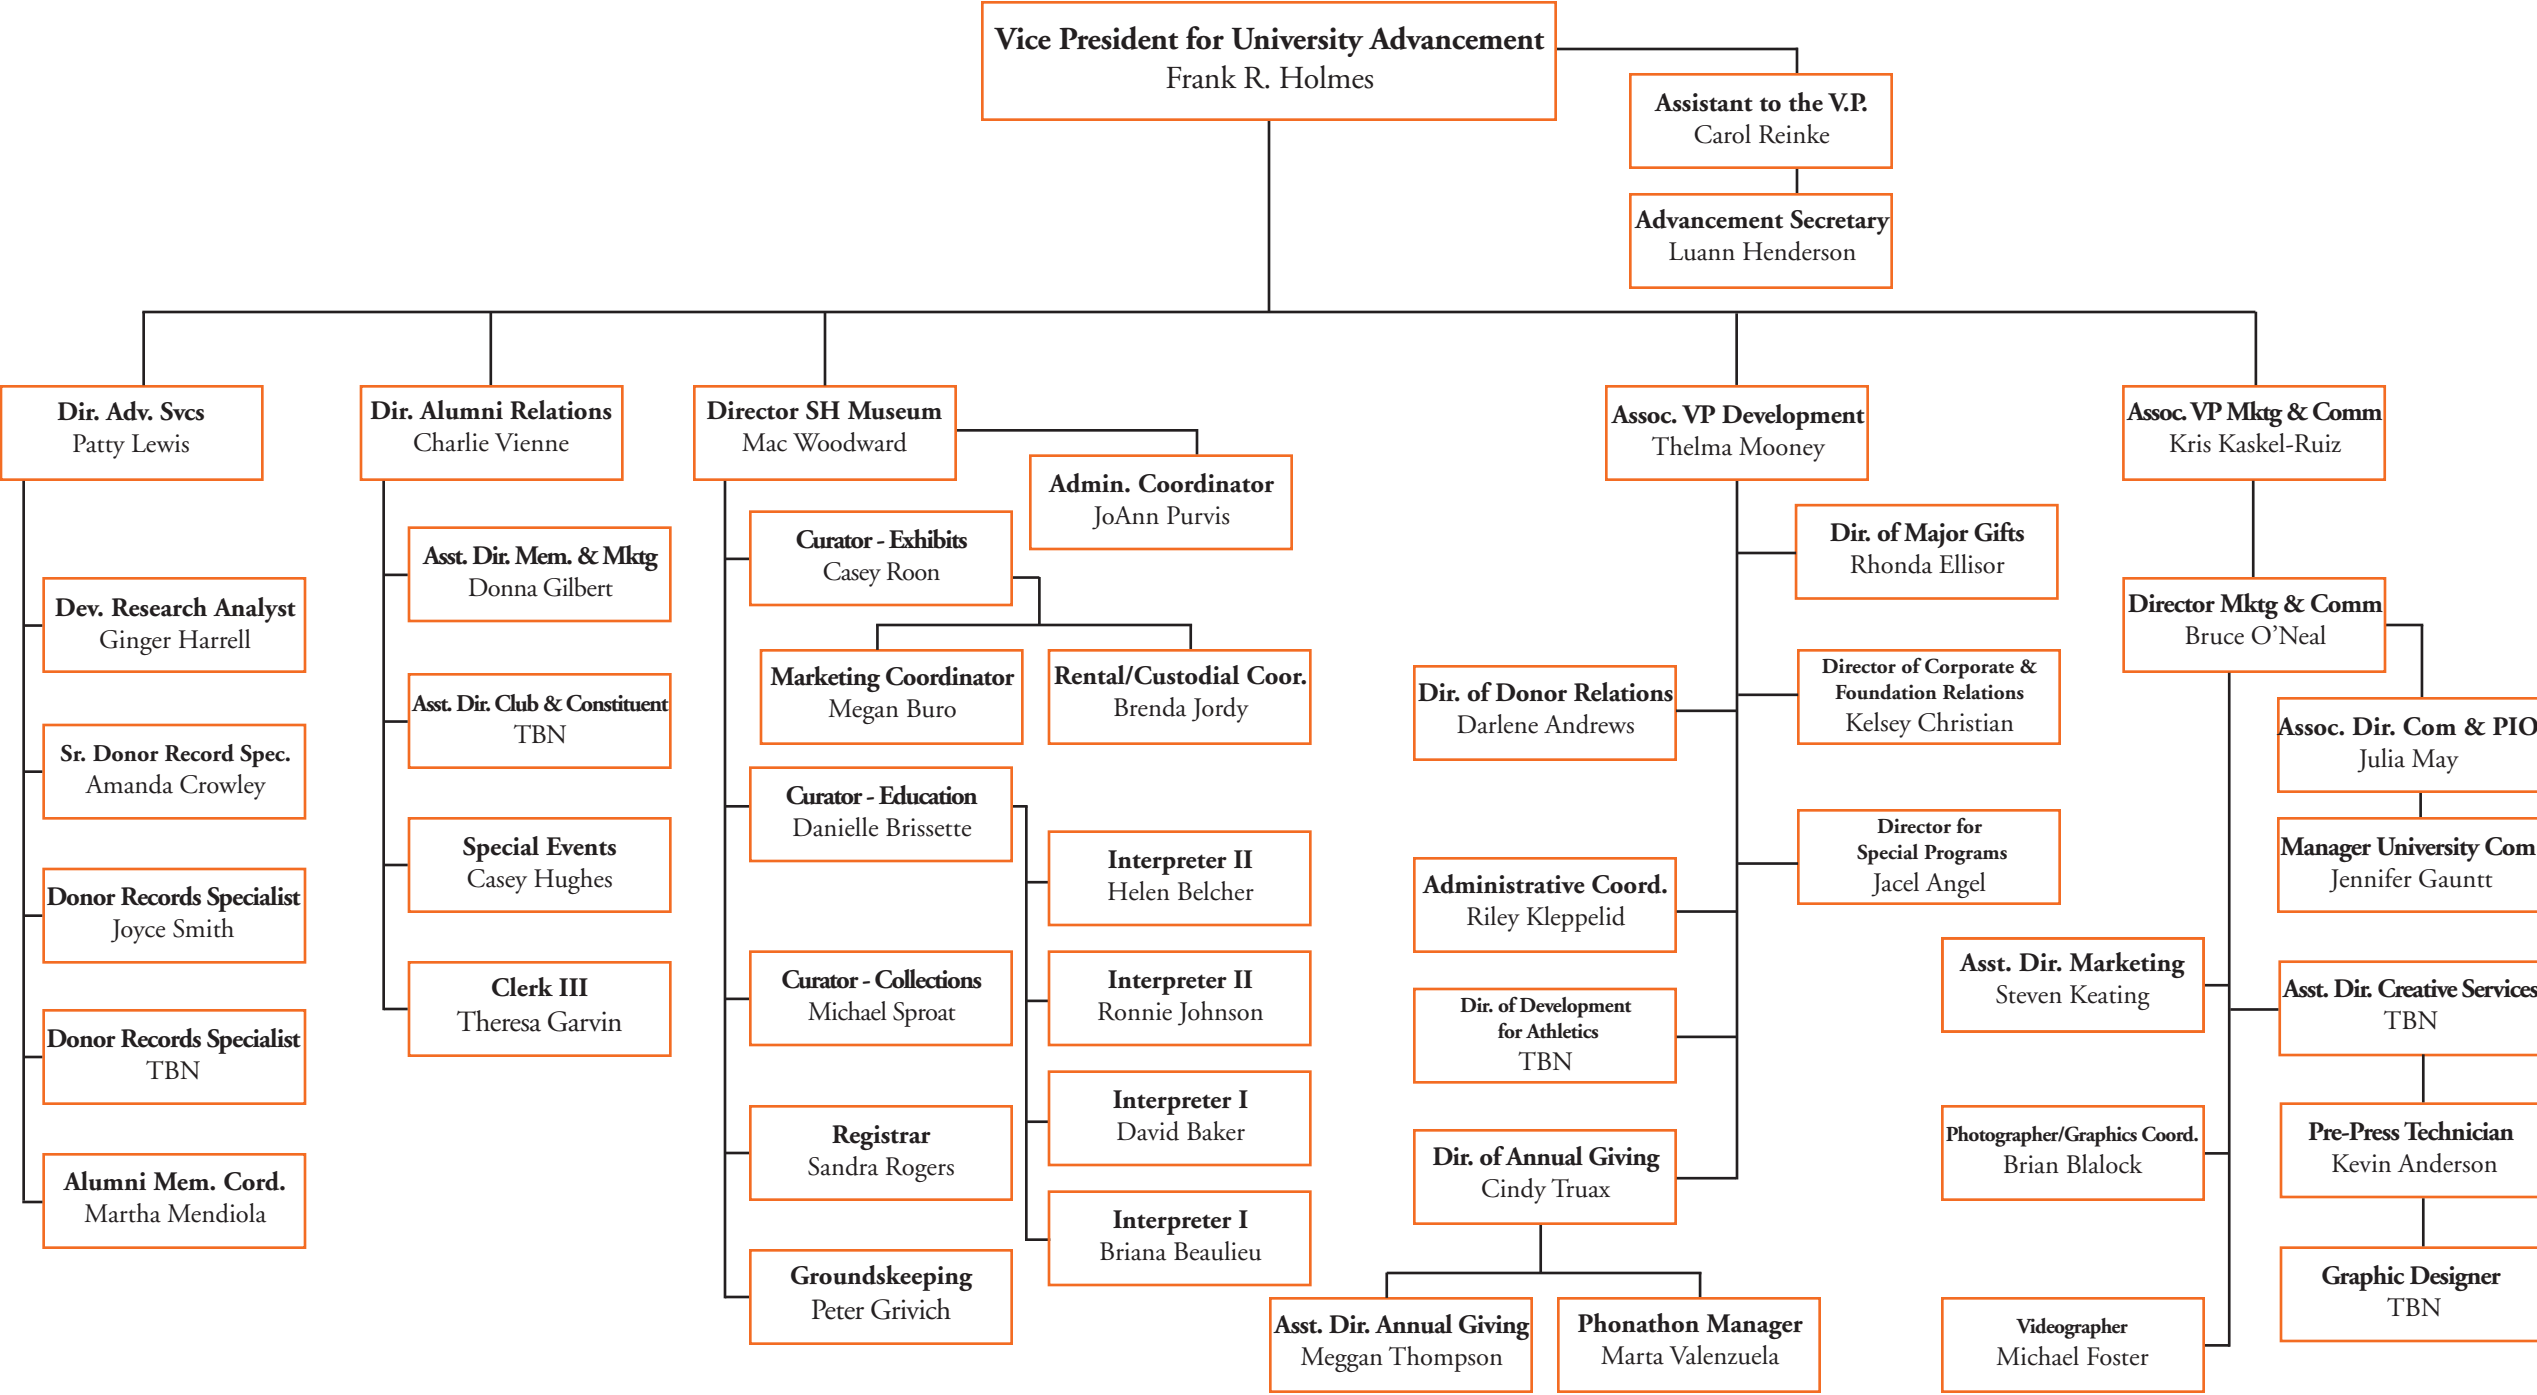 Vice President for University Advancement
Frank R. Holmes
Assistant to the V.P.
Carol Reinke
Advancement Secretary
Luann Henderson
Dir. Adv. Svcs
Patty Lewis
Dev. Research Analyst
Ginger Harrell
Sr. Donor Record Spec.
Amanda Crowley
Donor Records Specialist
Joyce Smith
Donor Records Specialist
TBN
Alumni Mem. Cord.
Martha Mendiola
Dir. Alumni Relations
Charlie Vienne
Asst. Dir. Mem. & Mktg
Donna Gilbert
Asst. Dir. Club & Constituent
TBN
Special Events
Casey Hughes
Clerk III
Theresa Garvin
Director SH Museum
Mac Woodward
Admin. Coordinator
JoAnn Purvis
Curator - Exhibits
Casey Roon
Marketing Coordinator
Megan Buro
Rental/Custodial Coor.
Brenda Jordy
Curator - Education
Danielle Brissette
Interpreter II
Helen Belcher
Interpreter II
Ronnie Johnson
Interpreter I
David Baker
Interpreter I
Briana Beaulieu
Curator - Collections
Michael Sproat
Registrar
Sandra Rogers
Groundskeeping
Peter Grivich
Assoc. VP Development
Thelma Mooney
Dir. of Major Gifts
Rhonda Ellisor
Director of Corporate &
Foundation Relations
Kelsey Christian
Dir. of Donor Relations
Darlene Andrews
Director for
Special Programs
Jacel Angel
Administrative Coord.
Riley Kleppelid
Dir. of Development
for Athletics
TBN
Dir. of Annual Giving
Cindy Truax
Asst. Dir. Annual Giving
Meggan Thompson
Phonathon Manager
Marta Valenzuela
Assoc. VP Mktg & Comm
Kris Kaskel-Ruiz
Director Mktg & Comm
Bruce O’Neal
Assoc. Dir. Com & PIO
Julia May
Manager University Com
Jennifer Gauntt
Asst. Dir. Marketing
Steven Keating
Asst. Dir. Creative Services
TBN
Photographer/Graphics Coord.
Brian Blalock
Pre-Press Technician
Kevin Anderson
Graphic Designer
TBN
Videographer
Michael Foster